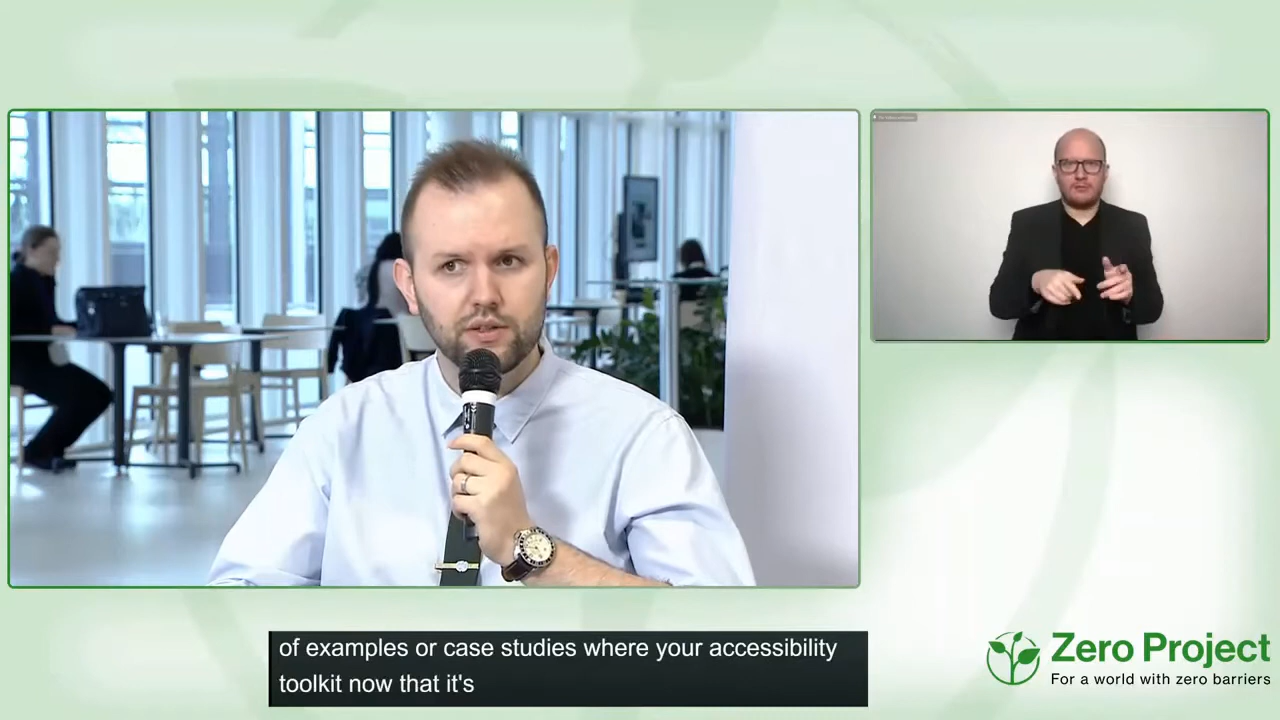 of examples or case studies where your accessibility
toolkit now that it's
Zero Project
For a world with zero barriers